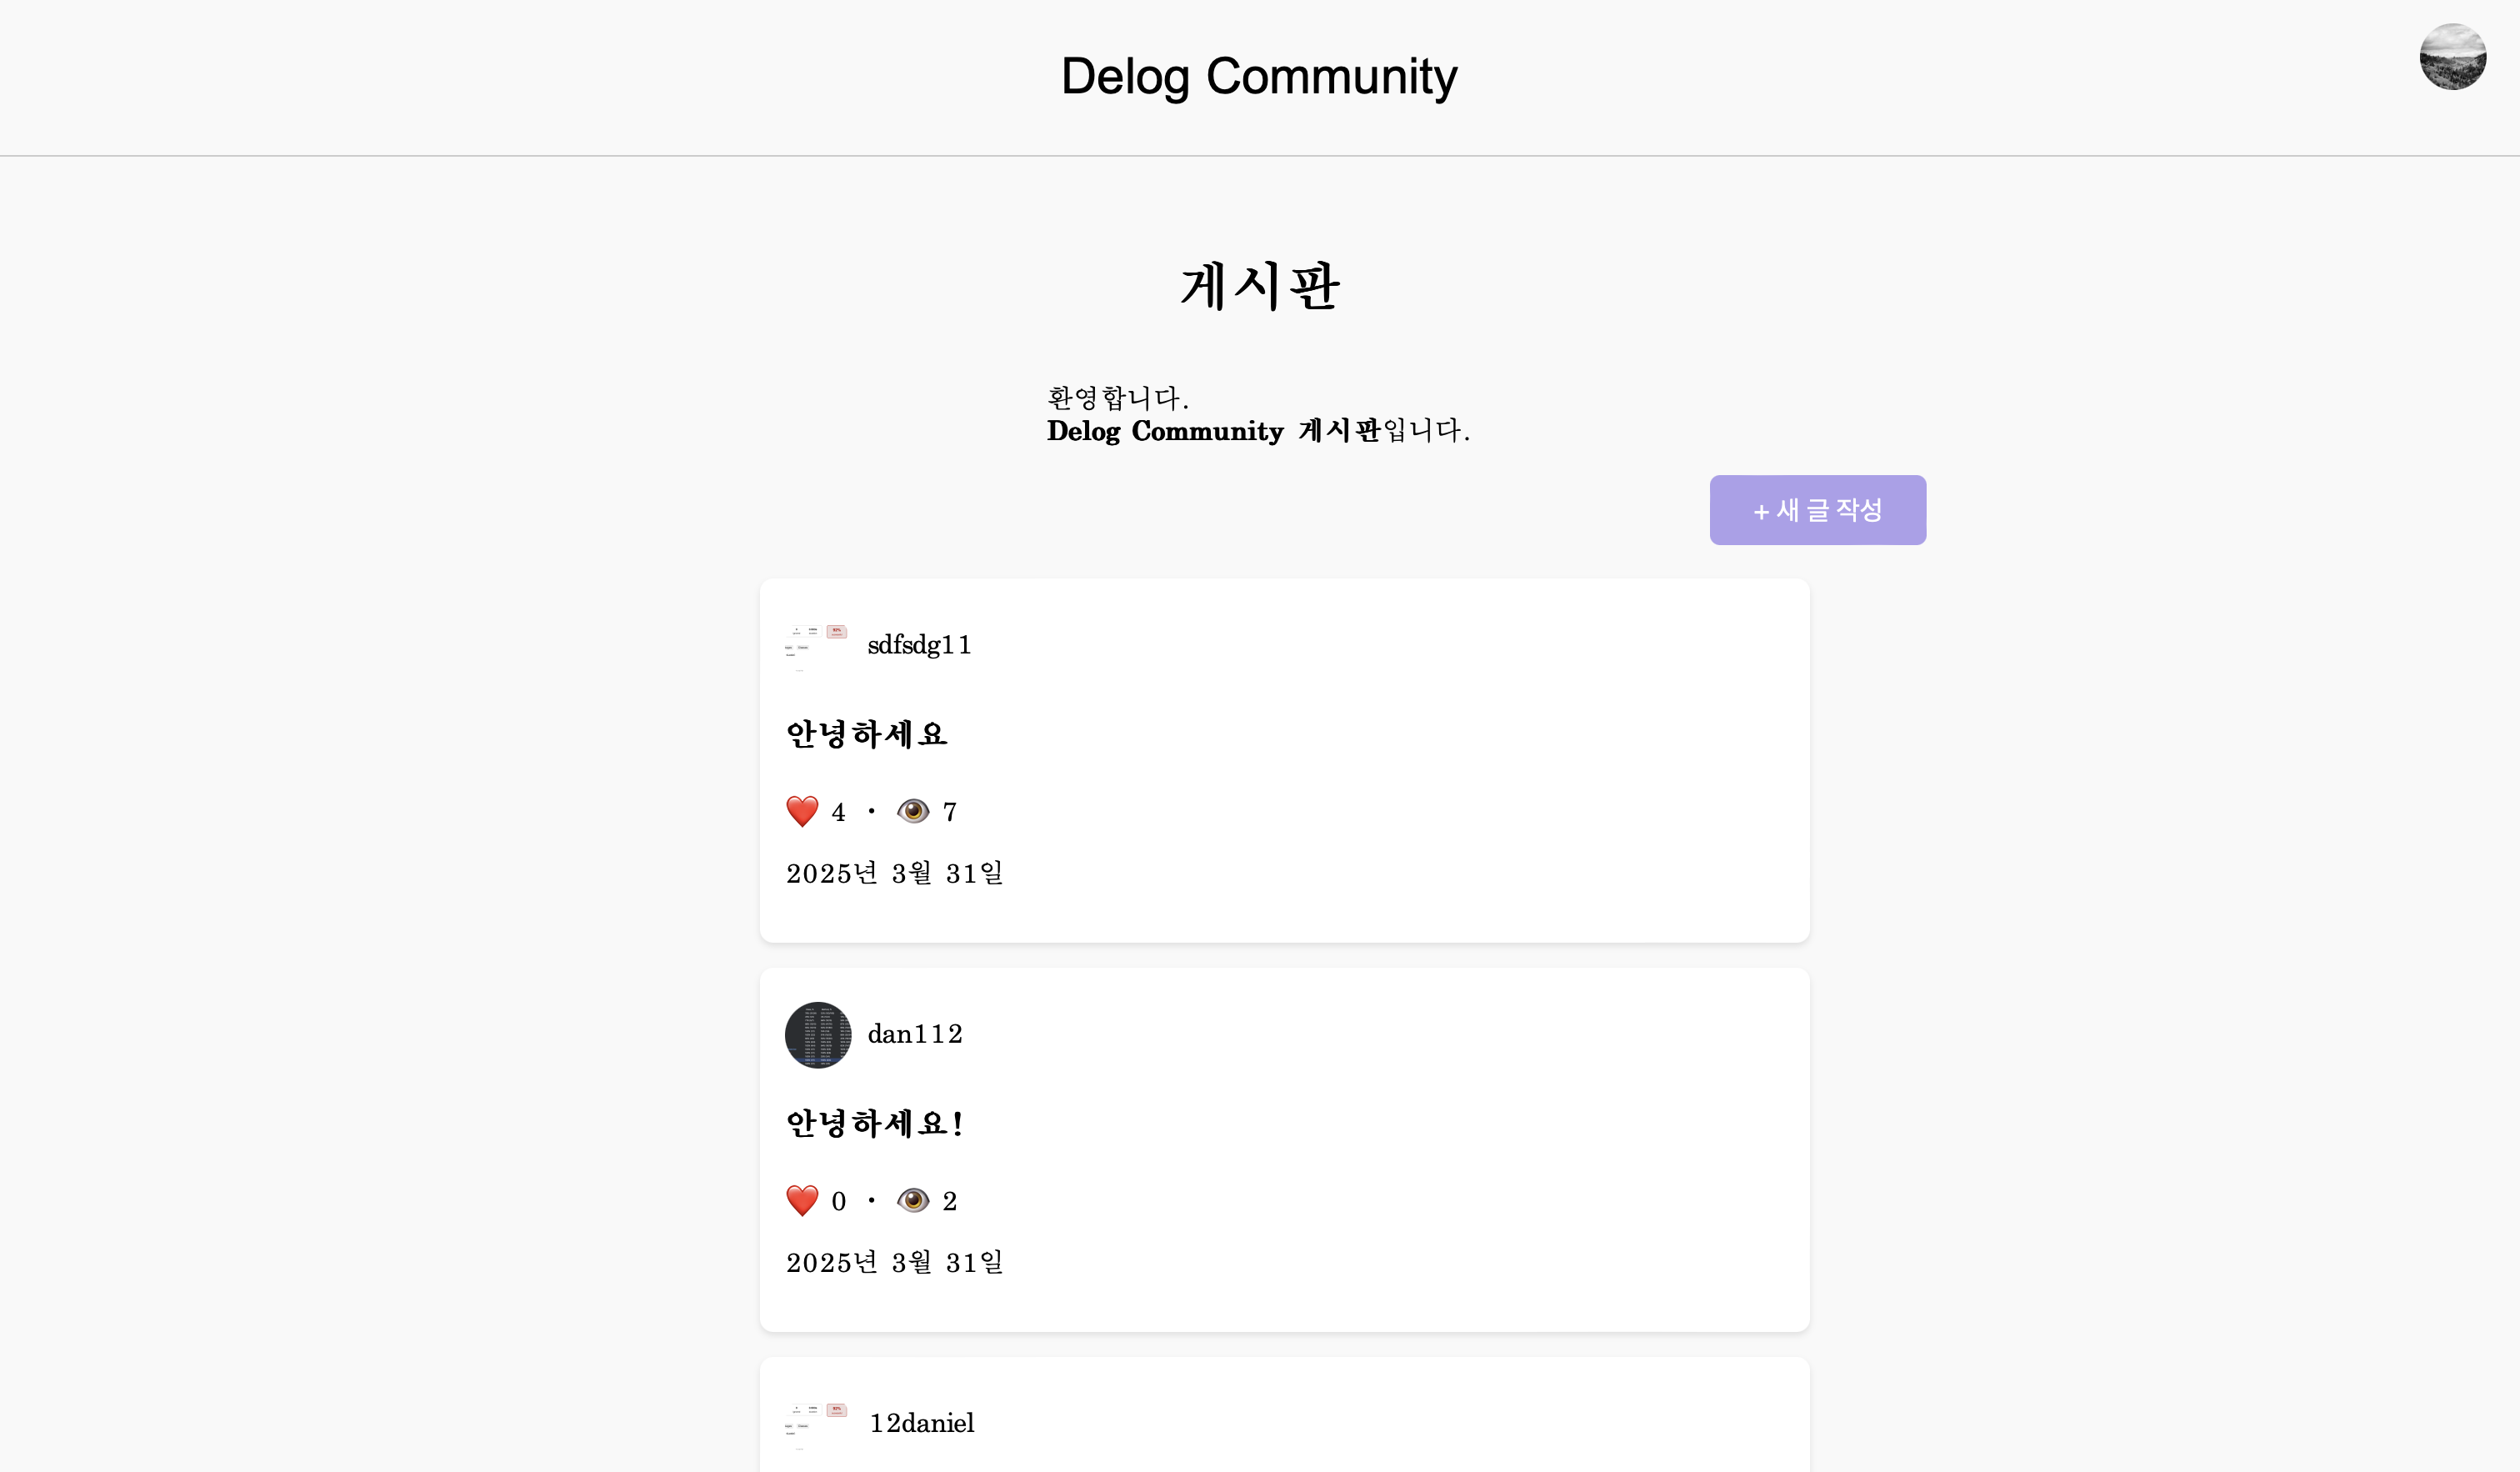 Delog Community
게시판
환영합니다.
Delog Community 게시판입니다.
+ 새 글 작성
sdfsdg11
안녕하세요
❤️ 4 · 👁️ 7
2025년 3월 31일
dan112
안녕하세요!
❤️ 0 · 👁️ 2
2025년 3월 31일
12daniel